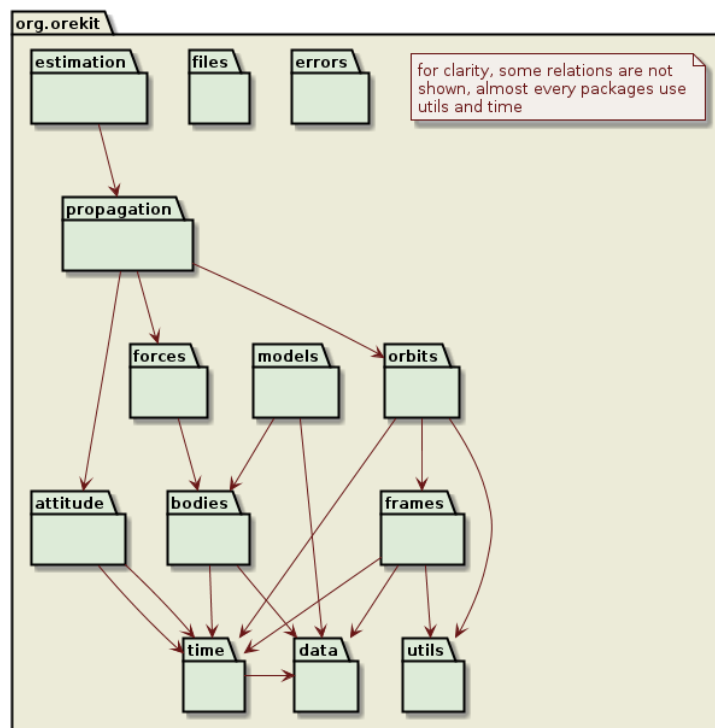 org.orekit
estimation
files
errors
for clarity, some relations are not
shown, almost every packages use
utils and time
propagation
forces
models
orbits
attitude
bodies
frames
time
data
utils